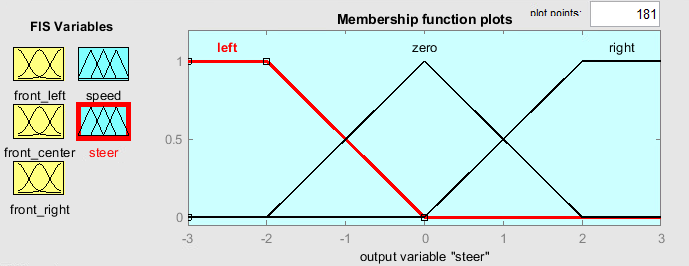 FIS Variables
front_left
speed
front_center
steer
front_right
Membership function plots
plot points:
181
left
zero
right
1
0.5
0
-3
-2
-1
0
1
2
3
output variable "steer"